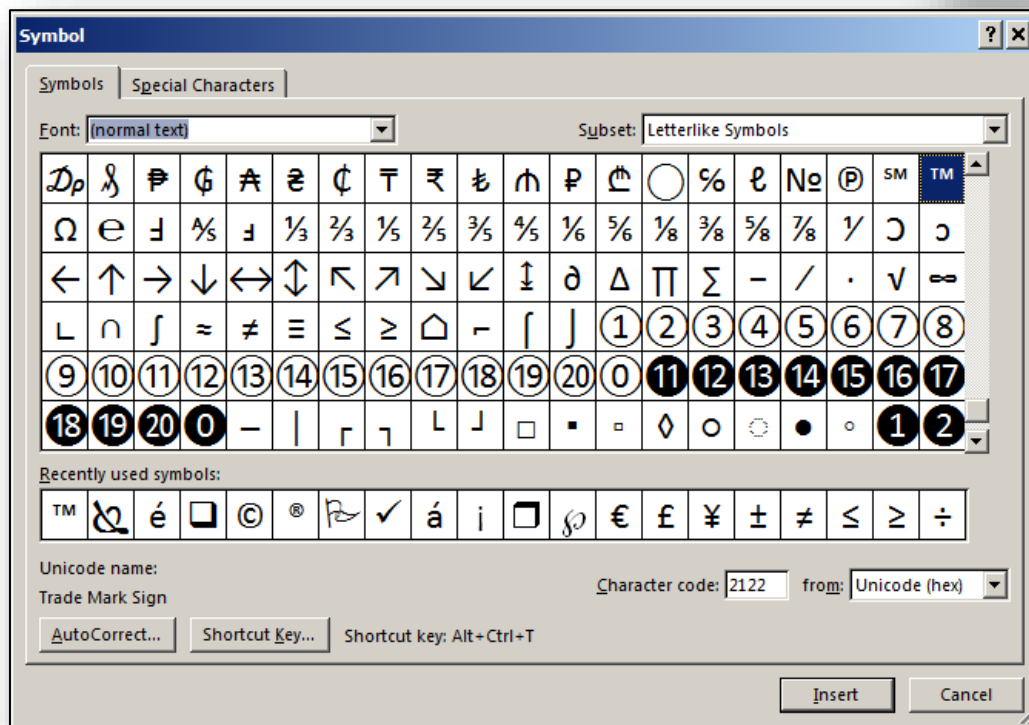 Symbol
Symbols Special Characters
Font: (normal text) Subset: Letterlike Symbols
₯ ₰ ₱ ₲ ₳ ₴ ₵ ₸ ₹ ₺ ₼ ₽ ₾ ◯ ℅ ℓ № ℗ ℠ ™
Ω ℮ Ⅎ ⅍ ⅎ ⅓ ⅔ ⅕ ⅖ ⅗ ⅘ ⅙ ⅚ ⅛ ⅜ ⅝ ⅞ ⅟ Ↄ ↄ
← ↑ → ↓ ↔ ↕ ↖ ↗ ↘ ↙ ↨ ∂ ∆ ∏ ∑ − ∕ ∙ √ ∞
∟ ∩ ∫ ≈ ≠ ≡ ≤ ≥ ⌂ ⌐ ⌠ ⌡ ① ② ③ ④ ⑤ ⑥ ⑦ ⑧
⑨ ⑩ ⑪ ⑫ ⑬ ⑭ ⑮ ⑯ ⑰ ⑱ ⑲ ⑳ ⓪ ⓫ ⓬ ⓭ ⓮ ⓯ ⓰ ⓱
⓲ ⓳ ⓴ ⓿ ─ │ ┌ ┐ └ ┘ □ ▪ ▫ ◊ ○ ◌ ● ◦ ❶ ❷
Recently used symbols:
™ é ❑ © ® ✓ á ¡ ❒ ℘ € £ ¥ ± ≠ ≤ ≥ ÷
Unicode name:
Trade Mark Sign
Character code: 2122 from: Unicode (hex)
AutoCorrect... Shortcut Key... Shortcut key: Alt+Ctrl+T
Insert Cancel